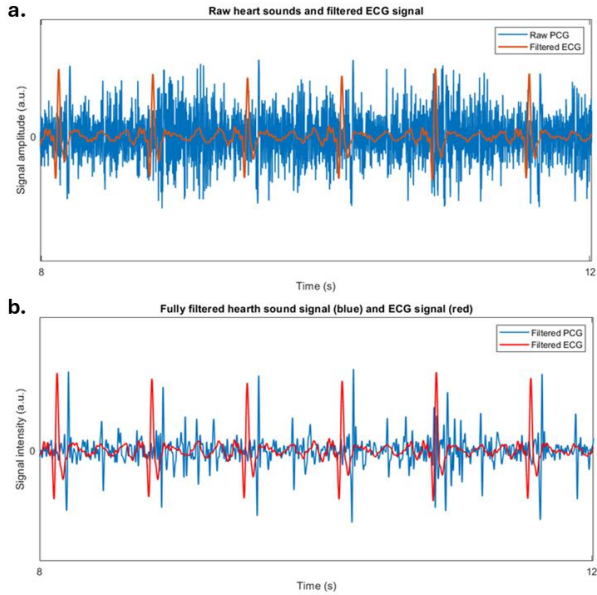 a.
Raw heart sounds and filtered ECG signal
Raw PCG
Filtered ECG
Signal amplitude (a.u.)
0
8
12
Time (s)
b.
Fully filtered hearth sound signal (blue) and ECG signal (red)
Filtered PCG
Filtered ECG
Signal intensity (a.u.)
0
8
12
Time (s)